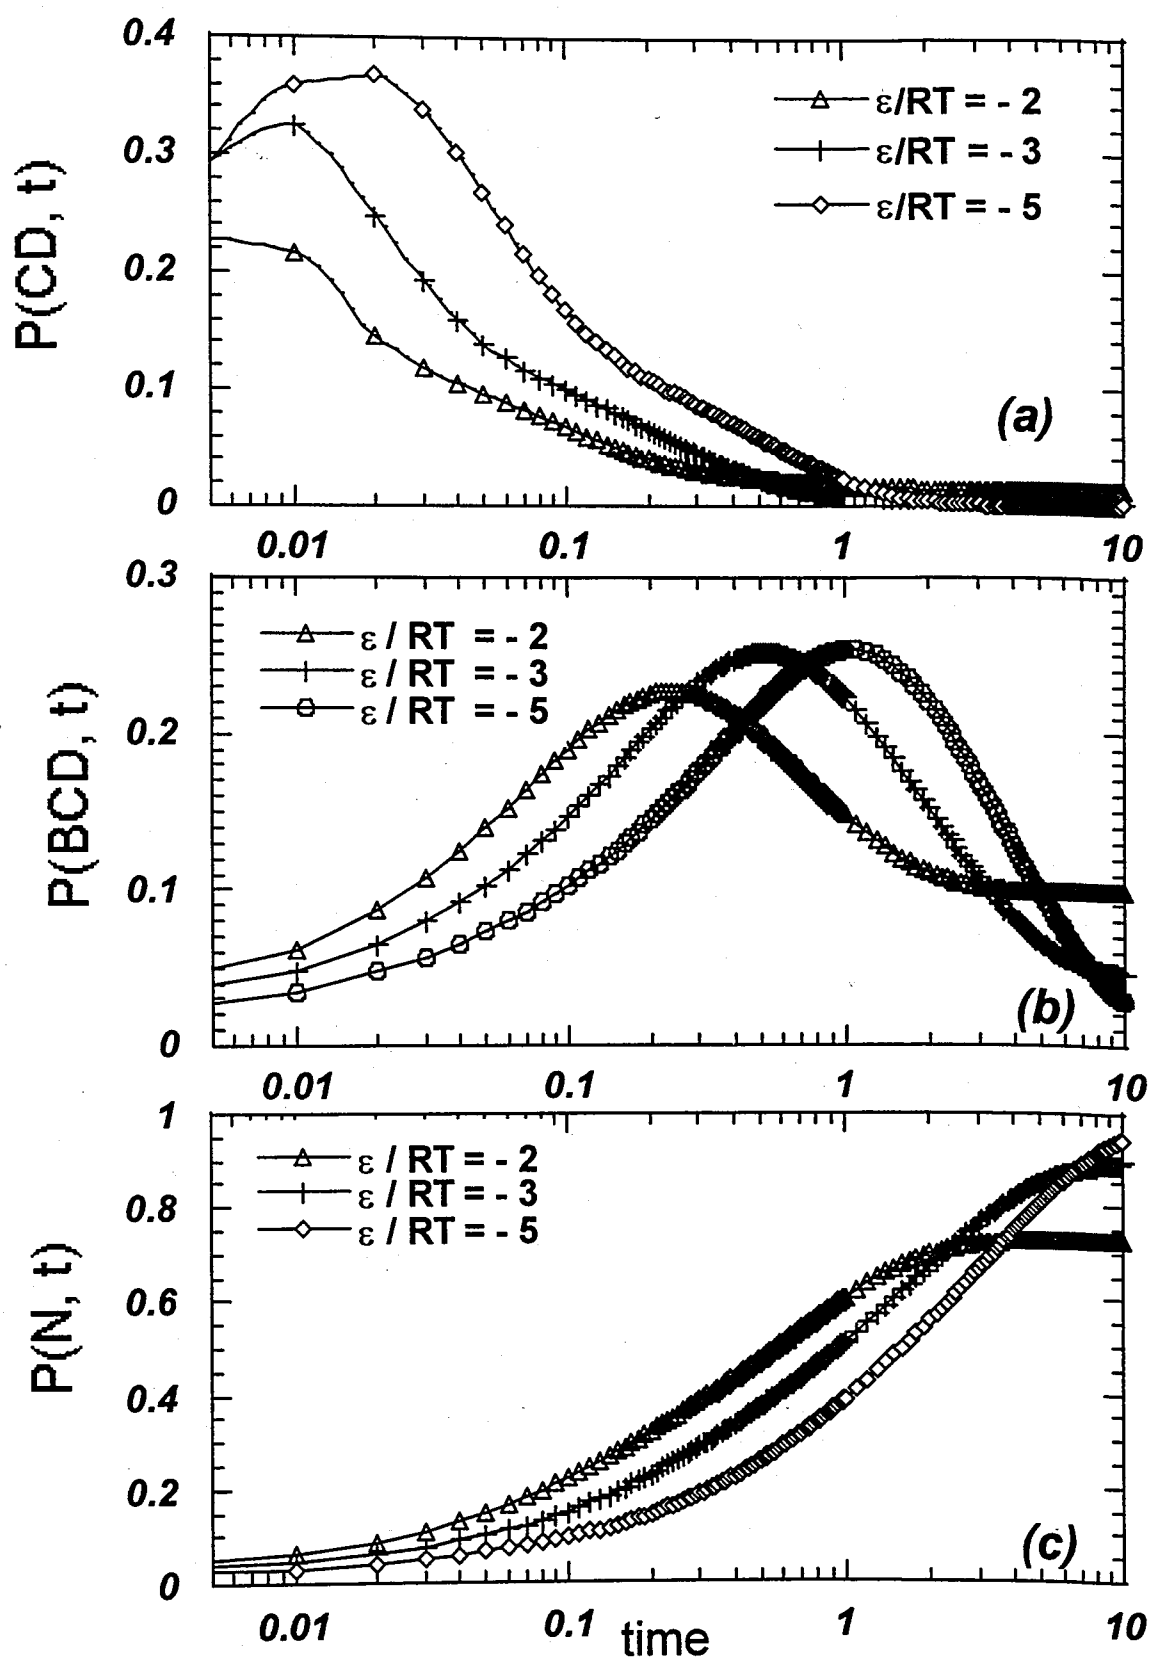 P(CD, t)
0.4
0.3
0.2
0.1
0
ε/RT = - 2
ε/RT = - 3
ε/RT = - 5
(a)
0.01 0.1 1 10
P(BCD, t)
0.3
0.2
0.1
0
ε / RT = - 2
ε / RT = - 3
ε / RT = - 5
(b)
0.01 0.1 1 10
P(N, t)
1
0.8
0.6
0.4
0.2
0
ε / RT = - 2
ε / RT = - 3
ε / RT = - 5
(c)
0.01 0.1 1 10
time